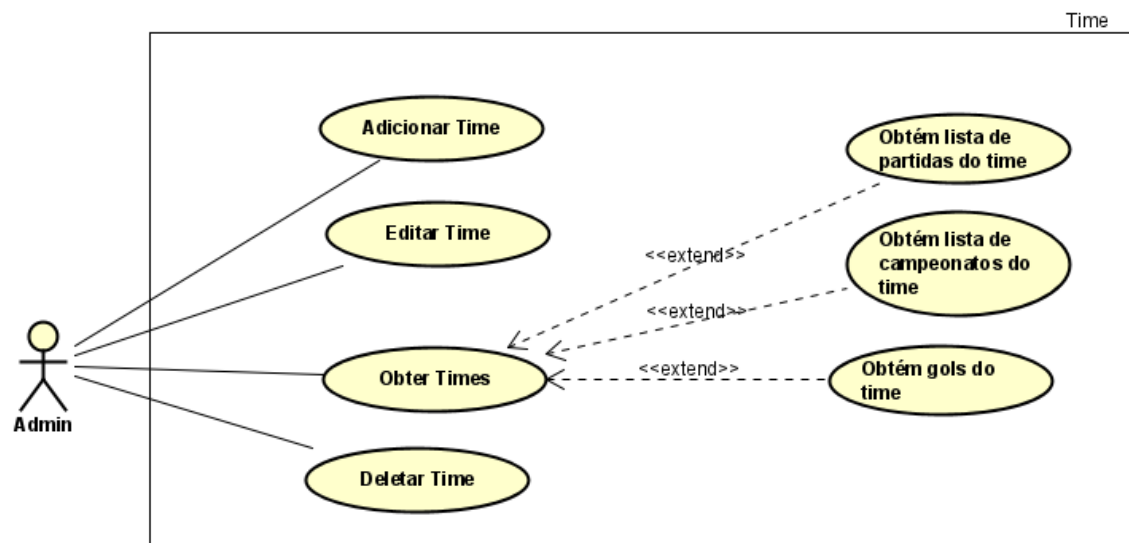 Time
Adicionar Time
Obtém lista de
partidas do time
Editar Time
Obtém lista de
campeonatos do
time
<<extend>>
<<extend>>
<<extend>>
Obter Times
Obtém gols do
time
Admin
Deletar Time